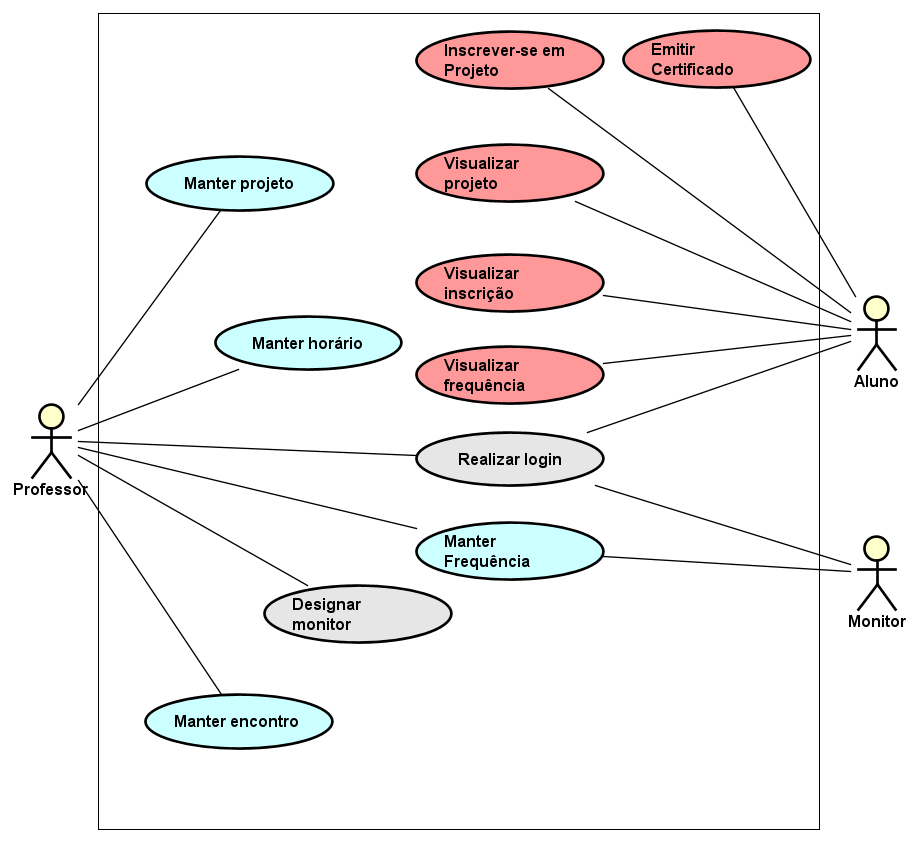 Inscrever-se em
Projeto
Emitir
Certificado
Visualizar
projeto
Manter projeto
Visualizar
inscrição
Manter horário
Visualizar
frequência
Aluno
Realizar login
Professor
Manter
Frequência
Designar
monitor
Monitor
Manter encontro